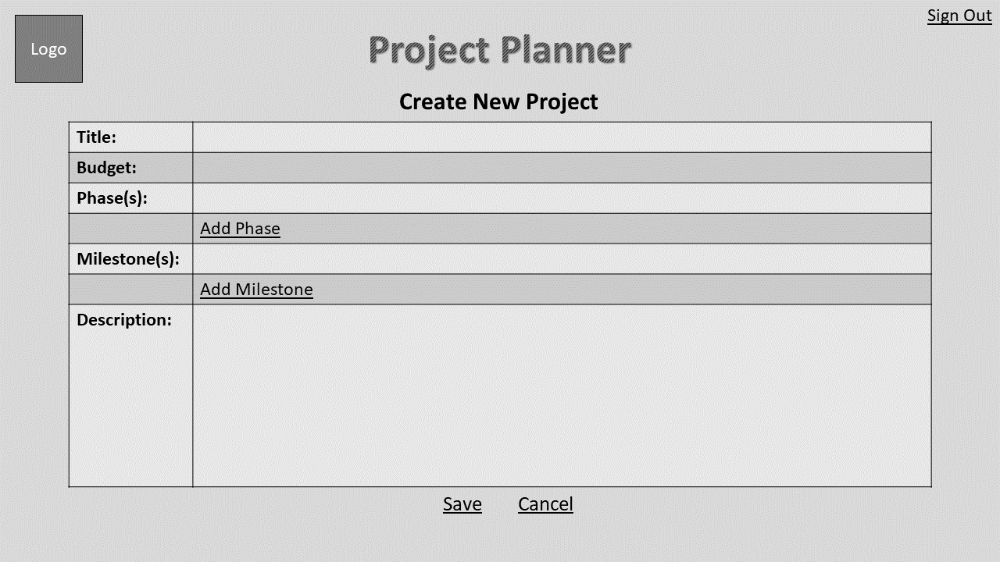 Sign Out
Logo
Project Planner
Create New Project
Title:
Budget:
Phase(s):
Add Phase
Milestone(s):
Add Milestone
Description:
Save Cancel